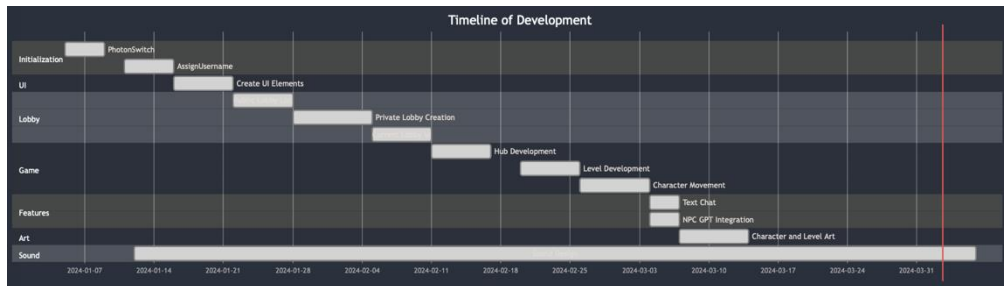 Timeline of Development
PhotonSwitch
Initialization
AssignUsername
UI
Create UI Elements
Lobby
Private Lobby Creation
Hub Development
Game
Level Development
Character Movement
Text Chat
Features
NPC GPT Integration
Art
Character and Level Art
Sound
2024-01-07 2024-01-14 2024-01-21 2024-01-28 2024-02-04 2024-02-11 2024-02-18 2024-02-25 2024-03-03 2024-03-10 2024-03-17 2024-03-24 2024-03-31